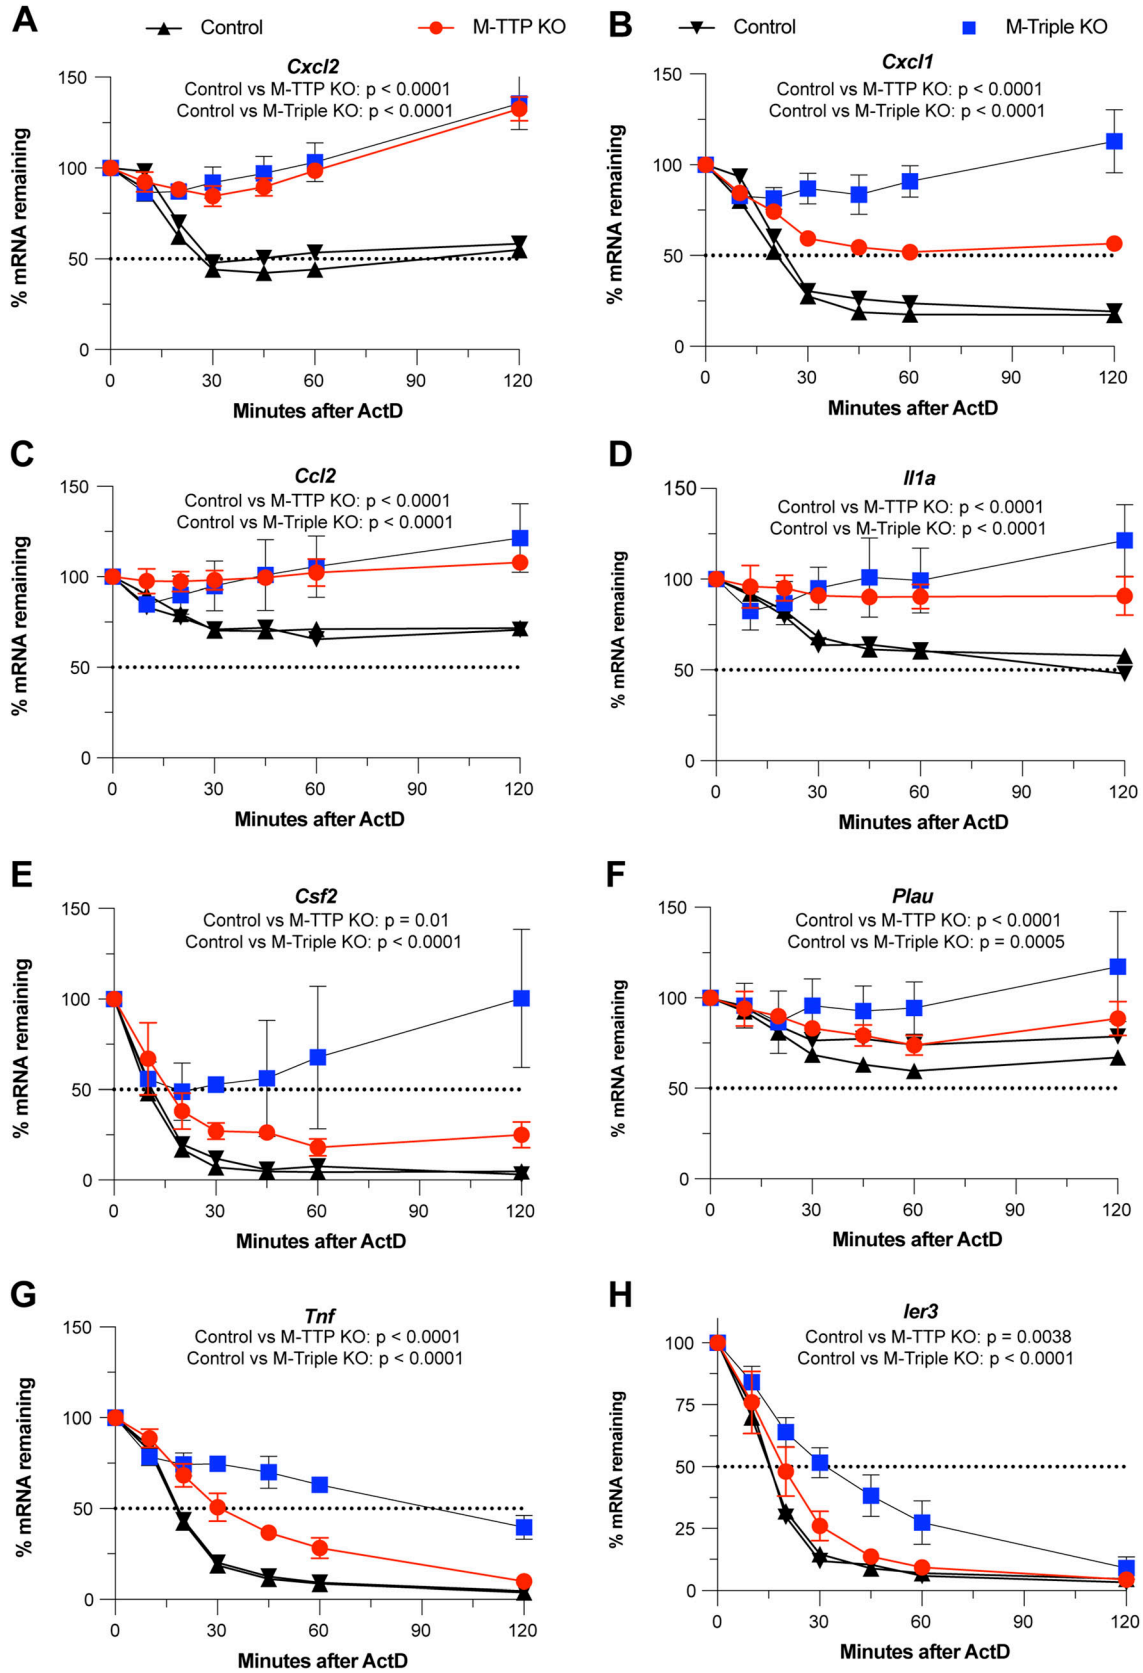 A
Control
M-TTP KO
B
Control
M-Triple KO
Cxcl2
Control vs M-TTP KO: p < 0.0001
Control vs M-Triple KO: p < 0.0001
150
100
50
0
% mRNA remaining
0 30 60 90 120
Minutes after ActD
Cxcl1
Control vs M-TTP KO: p < 0.0001
Control vs M-Triple KO: p < 0.0001
150
100
50
0
% mRNA remaining
0 30 60 90 120
Minutes after ActD
C
Ccl2
Control vs M-TTP KO: p < 0.0001
Control vs M-Triple KO: p < 0.0001
150
100
50
0
% mRNA remaining
0 30 60 90 120
Minutes after ActD
D
Il1a
Control vs M-TTP KO: p < 0.0001
Control vs M-Triple KO: p < 0.0001
150
100
50
0
% mRNA remaining
0 30 60 90 120
Minutes after ActD
E
Csf2
Control vs M-TTP KO: p = 0.01
Control vs M-Triple KO: p < 0.0001
150
100
50
0
% mRNA remaining
0 30 60 90 120
Minutes after ActD
F
Plau
Control vs M-TTP KO: p < 0.0001
Control vs M-Triple KO: p = 0.0005
150
100
50
0
% mRNA remaining
0 30 60 90 120
Minutes after ActD
G
Tnf
Control vs M-TTP KO: p < 0.0001
Control vs M-Triple KO: p < 0.0001
150
100
50
0
% mRNA remaining
0 30 60 90 120
Minutes after ActD
H
Ier3
Control vs M-TTP KO: p = 0.0038
Control vs M-Triple KO: p < 0.0001
100
75
50
25
0
% mRNA remaining
0 30 60 90 120
Minutes after ActD